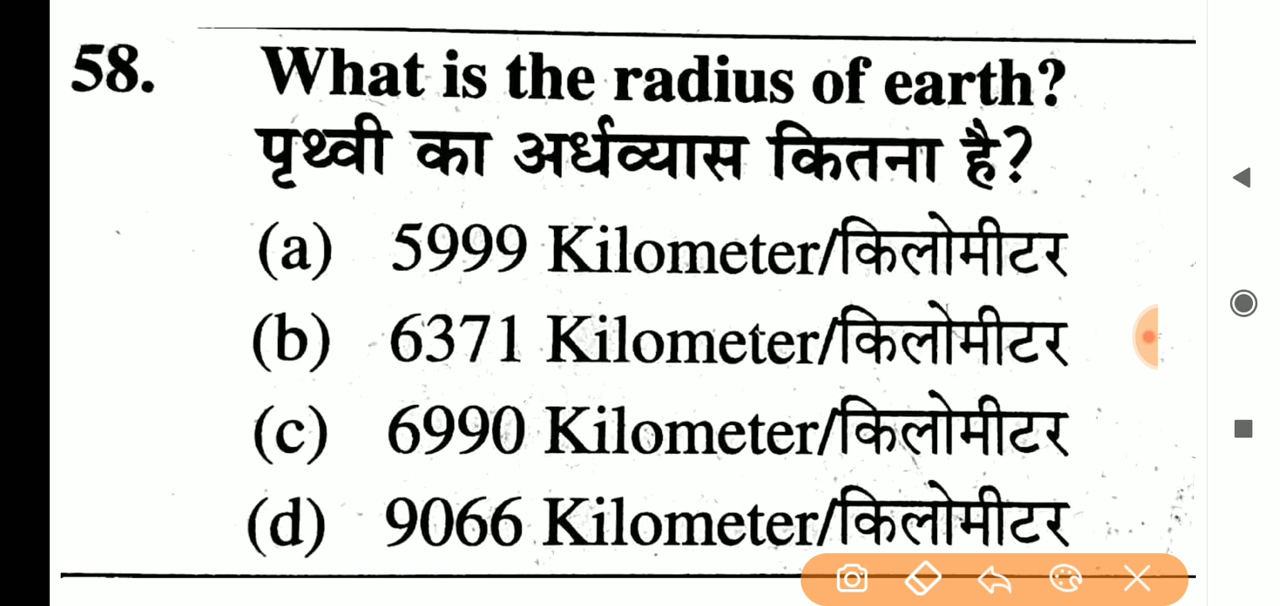 58. What is the radius of earth?
पृथ्वी का अर्धव्यास कितना है?
(a) 5999 Kilometer/किलोमीटर
(b) 6371 Kilometer/किलोमीटर
(c) 6990 Kilometer/किलोमीटर
(d) 9066 Kilometer/किलोमीटर